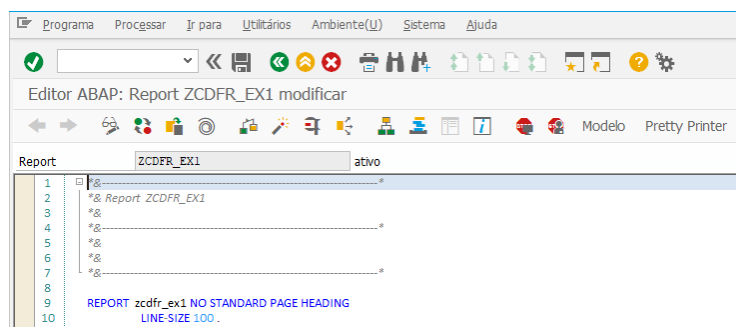 Programa Processar Ir para Utilitários Ambiente(U) Sistema Ajuda
Editor ABAP: Report ZCDFR_EX1 modificar
Modelo Pretty Printer
Report ZCDFR_EX1 ativo
1 *&---------------------------------------------------------------------*
2 *& Report ZCDFR_EX1
3 *&
4 *&---------------------------------------------------------------------*
5 *&
6 *&
7 *&---------------------------------------------------------------------*
8
9 REPORT zcdfr_ex1 NO STANDARD PAGE HEADING
10 LINE-SIZE 100 .